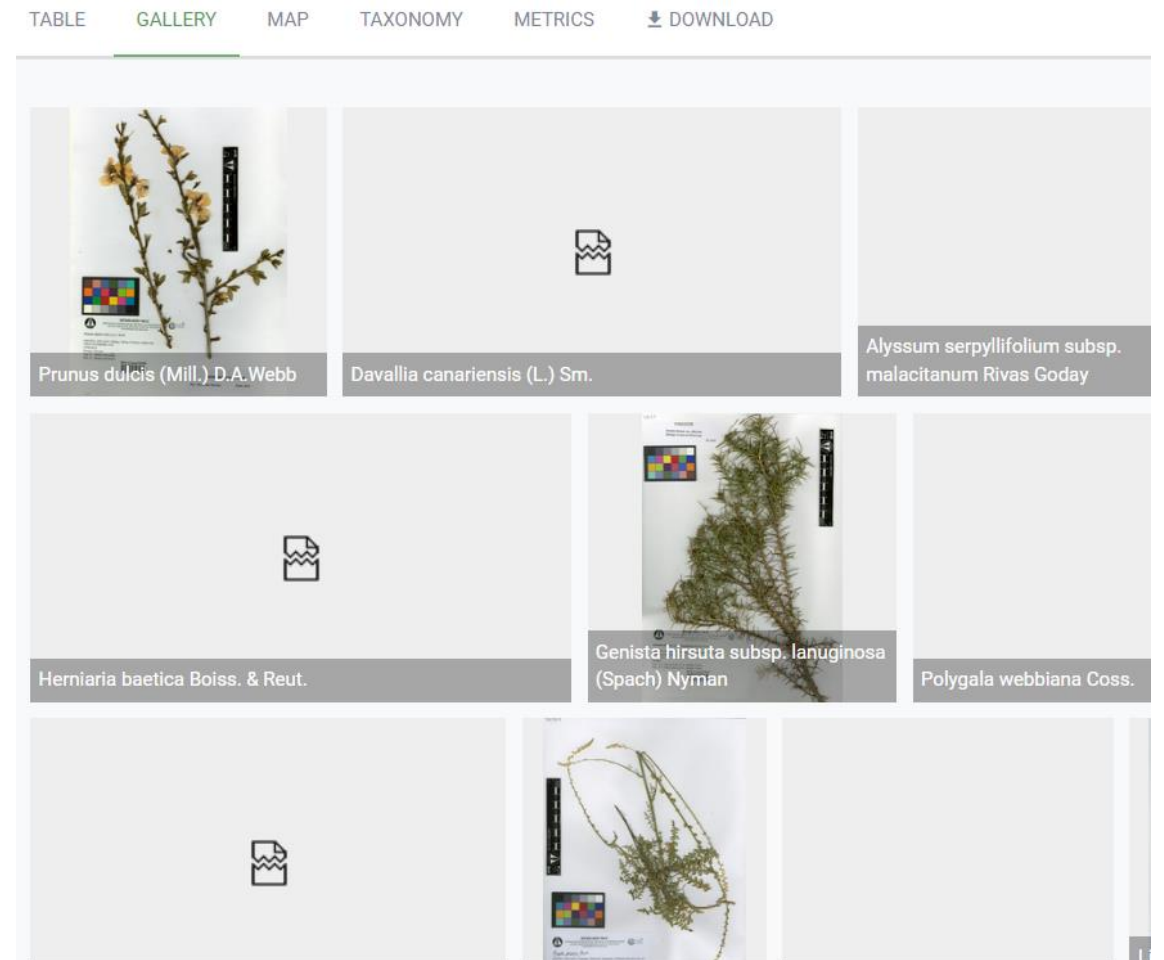 TABLE
GALLERY
MAP
TAXONOMY
METRICS
DOWNLOAD
Prunus dulcis (Mill.) D.A.Webb
Davallia canariensis (L.) Sm.
Alyssum serpyllifolium subsp.
malacitanum Rivas Goday
Herniaria baetica Boiss. & Reut.
Genista hirsuta subsp. lanuginosa
(Spach) Nyman
Polygala webbiana Coss.